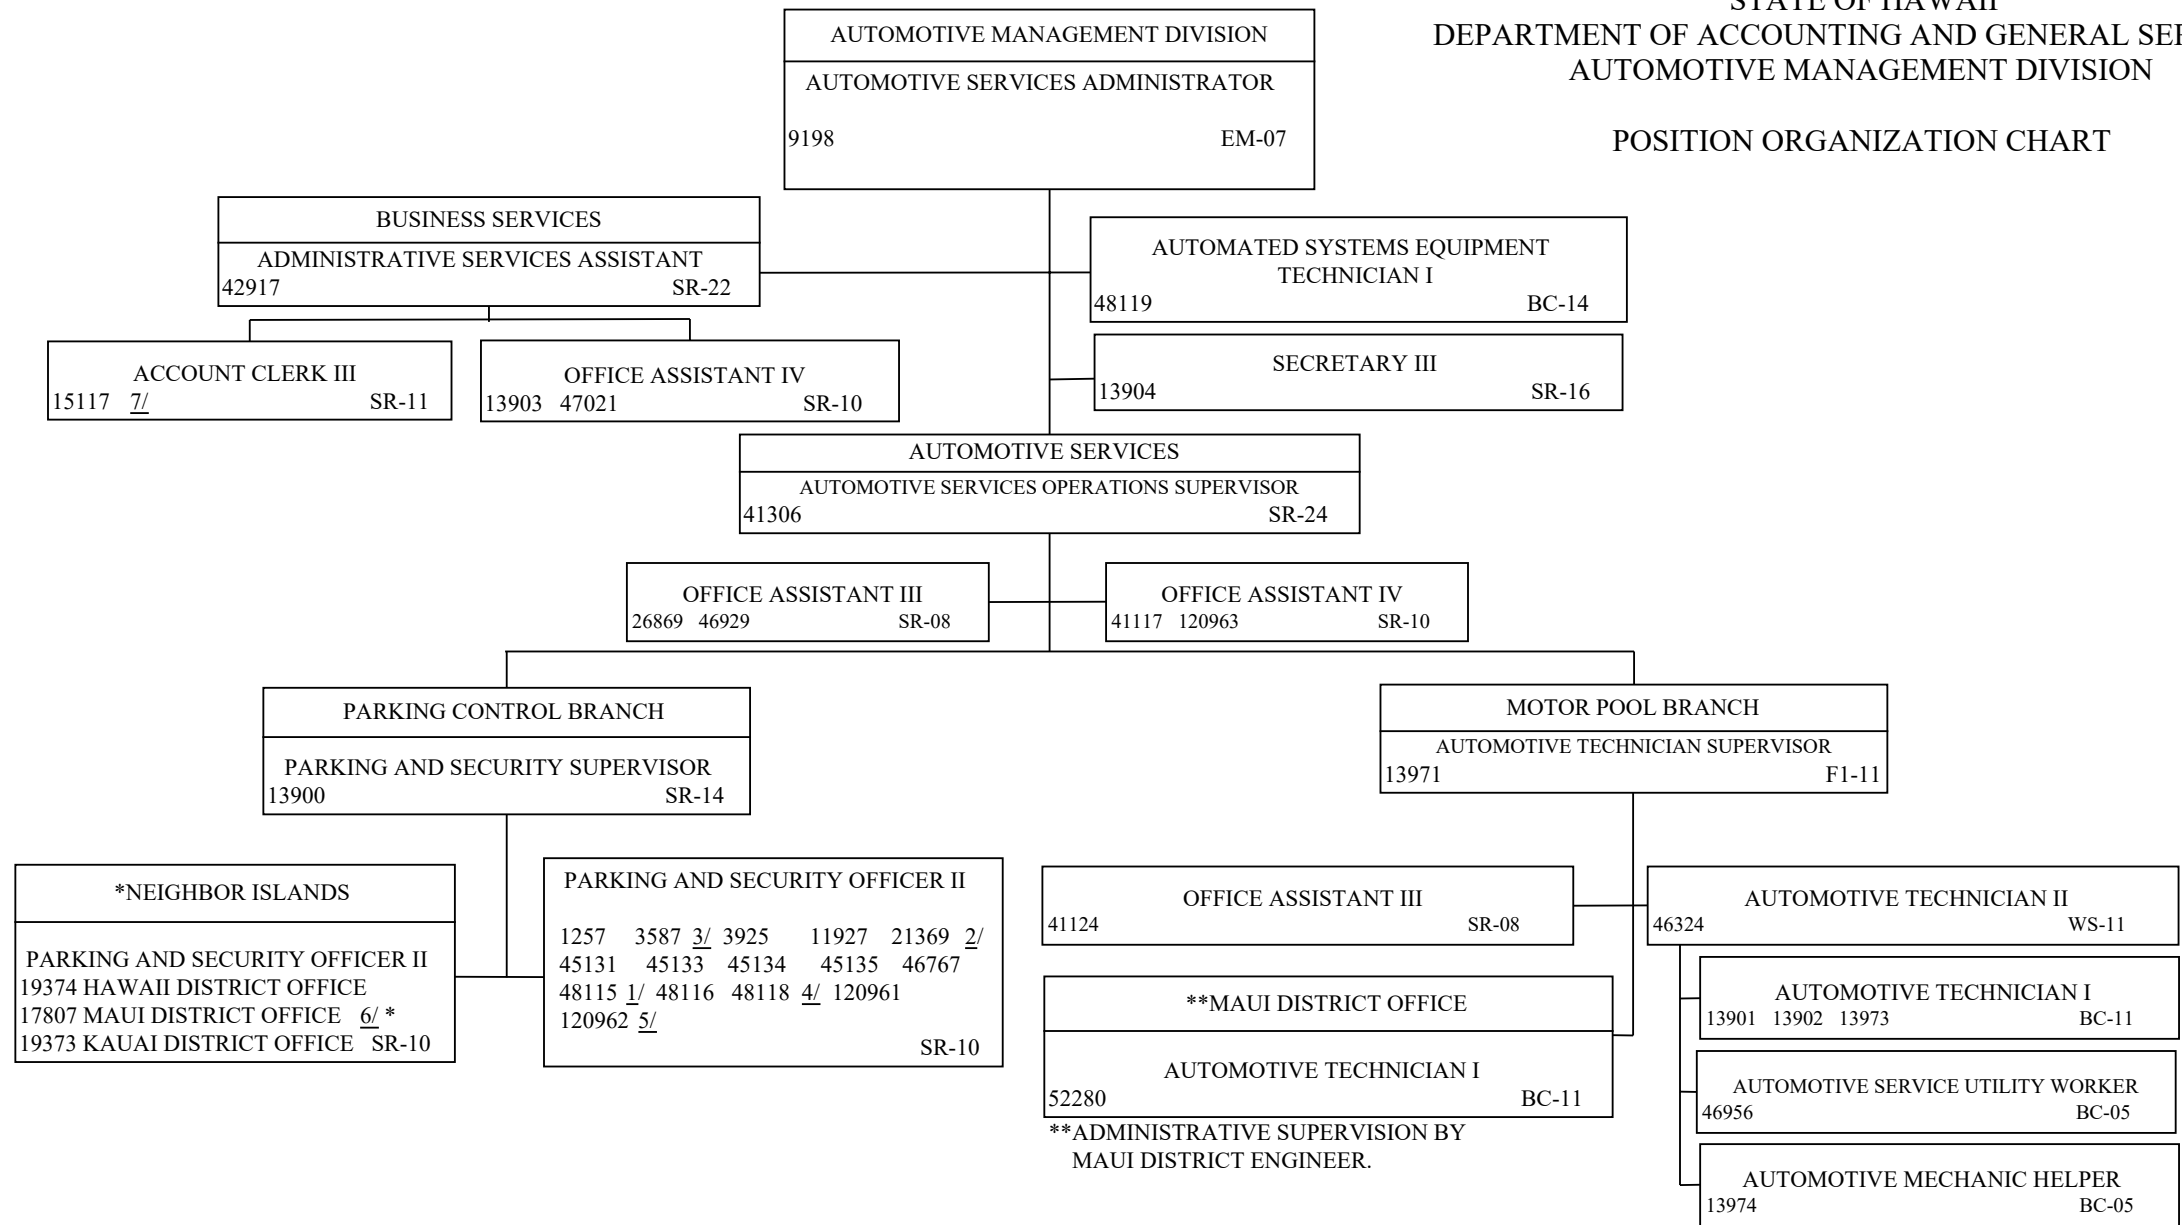 STATE OF HAWAII
DEPARTMENT OF ACCOUNTING AND GENERAL
AUTOMOTIVE MANAGEMENT DIVISION
POSITION ORGANIZATION CHART
AUTOMOTIVE MANAGEMENT DIVISION
AUTOMOTIVE SERVICES ADMINISTRATOR
9198 EM-07
BUSINESS SERVICES
ADMINISTRATIVE SERVICES ASSISTANT
42917 SR-22
AUTOMATED SYSTEMS EQUIPMENT
TECHNICIAN I
48119 BC-14
ACCOUNT CLERK III
15117 7/ SR-11
OFFICE ASSISTANT IV
13903 47021 SR-10
SECRETARY III
13904 SR-16
AUTOMOTIVE SERVICES
AUTOMOTIVE SERVICES OPERATIONS SUPERVISOR
41306 SR-24
OFFICE ASSISTANT III
26869 46929 SR-08
OFFICE ASSISTANT IV
41117 120963 SR-10
PARKING CONTROL BRANCH
PARKING AND SECURITY SUPERVISOR
13900 SR-14
MOTOR POOL BRANCH
AUTOMOTIVE TECHNICIAN SUPERVISOR
13971 F1-11
*NEIGHBOR ISLANDS
PARKING AND SECURITY OFFICER II
19374 HAWAII DISTRICT OFFICE
17807 MAUI DISTRICT OFFICE 6/ *
19373 KAUAI DISTRICT OFFICE SR-10
PARKING AND SECURITY OFFICER II
1257 3587 3/ 3925 11927 21369 2/
45131 45133 45134 45135 46767
48115 1/ 48116 48118 4/ 120961
120962 5/
SR-10
OFFICE ASSISTANT III
41124 SR-08
**MAUI DISTRICT OFFICE
AUTOMOTIVE TECHNICIAN I
52280 BC-11
**ADMINISTRATIVE SUPERVISION BY
MAUI DISTRICT ENGINEER.
AUTOMOTIVE TECHNICIAN II
46324 WS-11
AUTOMOTIVE TECHNICIAN I
13901 13902 13973 BC-11
AUTOMOTIVE SERVICE UTILITY WORKER
46956 BC-05
AUTOMOTIVE MECHANIC HELPER
13974 BC-05